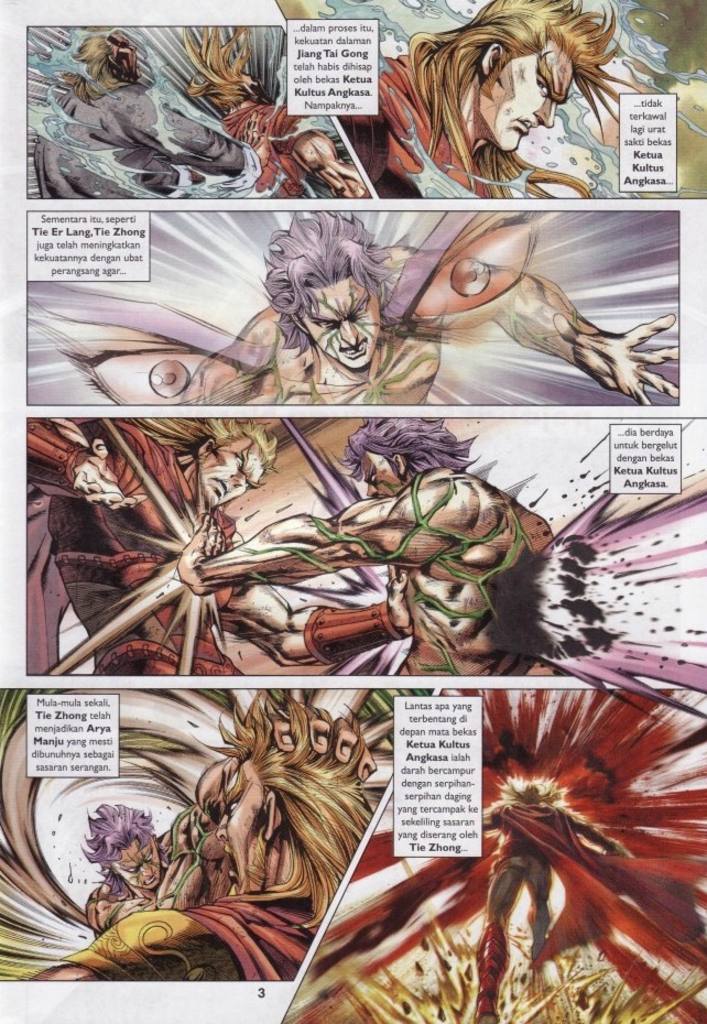 ...dalam proses itu,
kekuatan dalaman
Jiang Tai Gong
telah habis dihisap
oleh bekas Ketua
Kultus Angkasa.
Nampaknya...
...tidak
terkawal
lagi urat
sakti bekas
Ketua
Kultus
Angkasa...
Sementara itu, seperti
Tie Er Lang, Tie Zhong
juga telah meningkatkan
kekuatannya dengan ubat
perangsang agar...
...dia berdaya
untuk bergelut
dengan bekas
Ketua Kultus
Angkasa.
Mula-mula sekali,
Tie Zhong telah
menjadikan Arya
Manju yang mesti
dibunuhnya sebagai
sasaran serangan.
Lantas apa yang
terbentang di
depan mata bekas
Ketua Kultus
Angkasa ialah
darah bercampur
dengan serpihan-
serpihan daging
yang tercampak ke
sekeliling sasaran
yang diserang oleh
Tie Zhong...
3